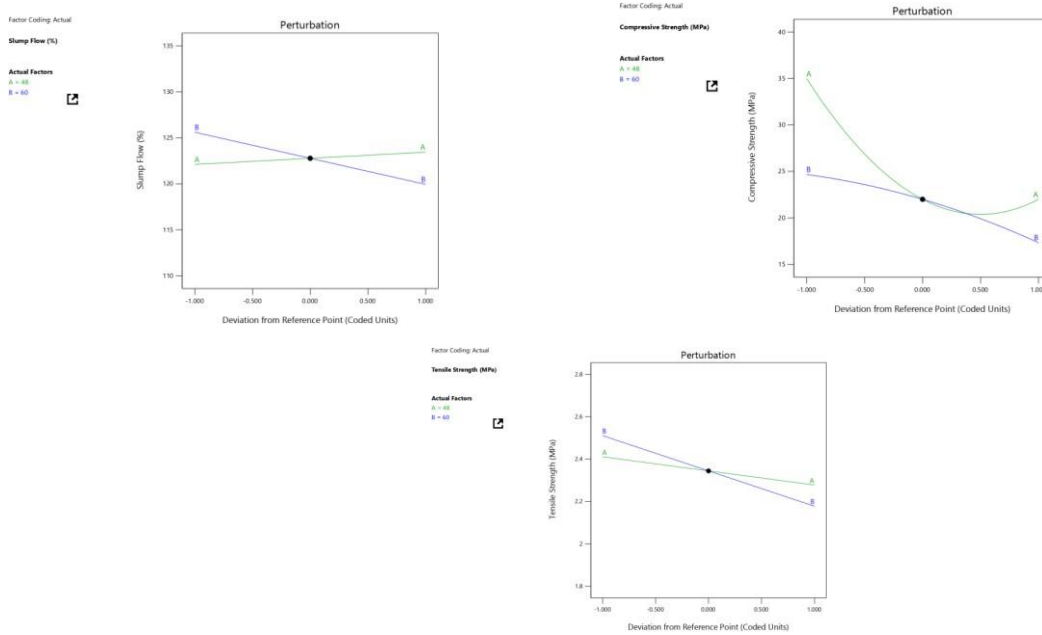 Factor Coding: Actual
Slump Flow (%)
Actual Factors
A = 48
B = 60
Perturbation
Slump Flow (%)
135
130
125
120
115
110
B
A
A
B
-1.000
-0.500
0.000
0.500
1.000
Deviation from Reference Point (Coded Units)
Factor Coding: Actual
Compressive Strength (MPa)
Actual Factors
A = 48
B = 60
Perturbation
Compressive Strength (MPa)
40
35
30
25
20
15
A
B
A
B
-1.000
-0.500
0.000
0.500
1.00
Deviation from Reference Point (Coded Units)
Factor Coding: Actual
Tensile Strength (MPa)
Actual Factors
A = 48
B = 60
Perturbation
Tensile Strength (MPa)
2.8
2.6
2.4
2.2
2
1.8
B
A
A
B
-1.000
-0.500
0.000
0.500
1.000
Deviation from Reference Point (Coded Units)